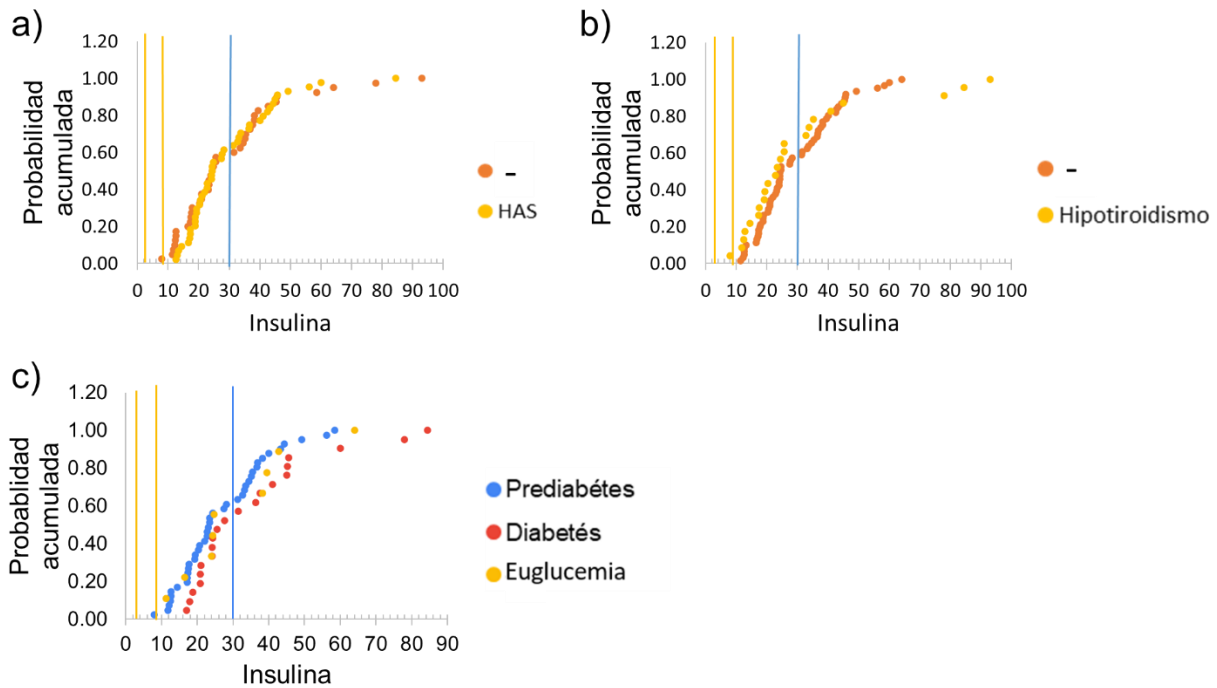 a)
Probabilidad
acumulada
1.20
1.00
0.80
0.60
0.40
0.20
0.00
0 10 20 30 40 50 60 70 80 90 100
Insulina
-
HAS
b)
Probabilidad
acumulada
1.20
1.00
0.80
0.60
0.40
0.20
0.00
0 10 20 30 40 50 60 70 80 90 100
Insulina
-
Hipotiroidismo
c)
Probablidad
acumulada
1.20
1.00
0.80
0.60
0.40
0.20
0.00
0 10 20 30 40 50 60 70 80 90
Insulina
Prediabétes
Diabetés
Euglucemia